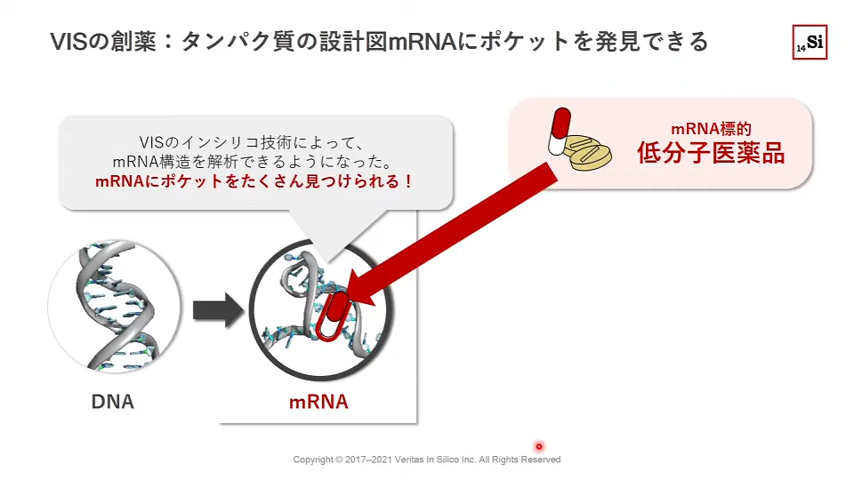 VISの創薬：タンパク質の設計図mRNAにポケットを発見できる
14Si
VISのインシリコ技術によって、
mRNA構造を解析できるようになった。
mRNAにポケットをたくさん見つけられる！
mRNA標的
低分子医薬品
DNA
mRNA
Copyright © 2017–2021 Veritas In Silico Inc. All Rights Reserved